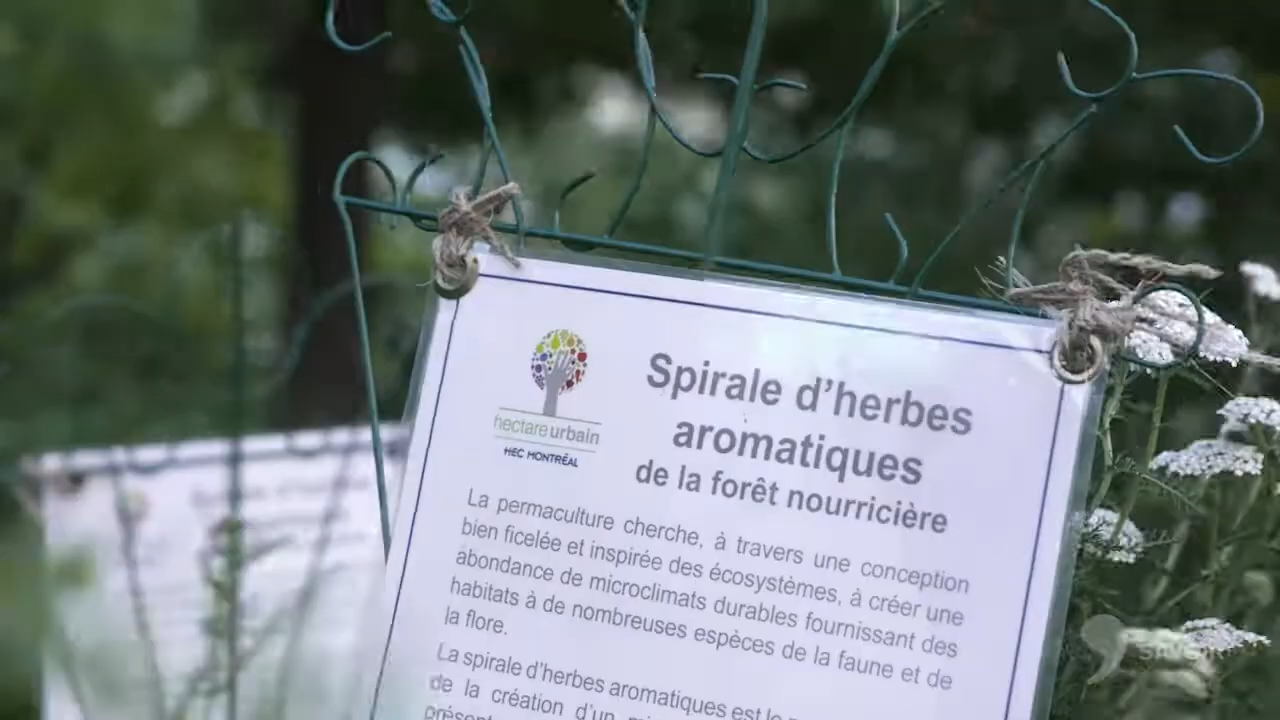 Spirale d'herbes
aromatiques
de la forêt nourricière
hectare urbain
HEC MONTRÉAL
La permaculture cherche, à travers une conception
bien ficelée et inspirée des écosystèmes, à créer une
abondance de microclimats durables fournissant des
habitats à de nombreuses espèces de la faune et de
la flore.
La spirale d'herbes aromatiques est le
de la création d'un